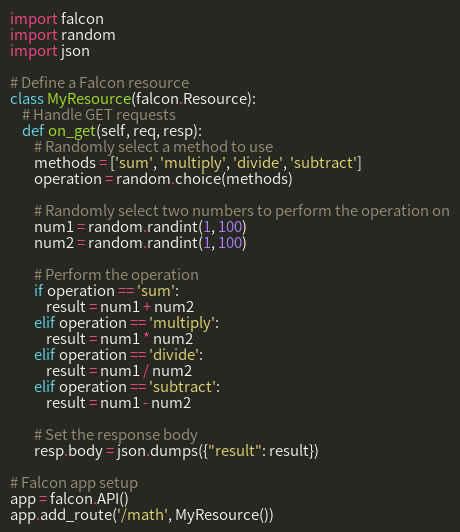 import falcon
import random
import json

# Define a Falcon resource
class MyResource(falcon.Resource):
    # Handle GET requests
    def on_get(self, req, resp):
        # Randomly select a method to use
        methods = ['sum', 'multiply', 'divide', 'subtract']
        operation = random.choice(methods)

        # Randomly select two numbers to perform the operation on
        num1 = random.randint(1, 100)
        num2 = random.randint(1, 100)

        # Perform the operation
        if operation == 'sum':
            result = num1 + num2
        elif operation == 'multiply':
            result = num1 * num2
        elif operation == 'divide':
            result = num1 / num2
        elif operation == 'subtract':
            result = num1 - num2

        # Set the response body
        resp.body = json.dumps({"result": result})

# Falcon app setup
app = falcon.API()
app.add_route('/math', MyResource())